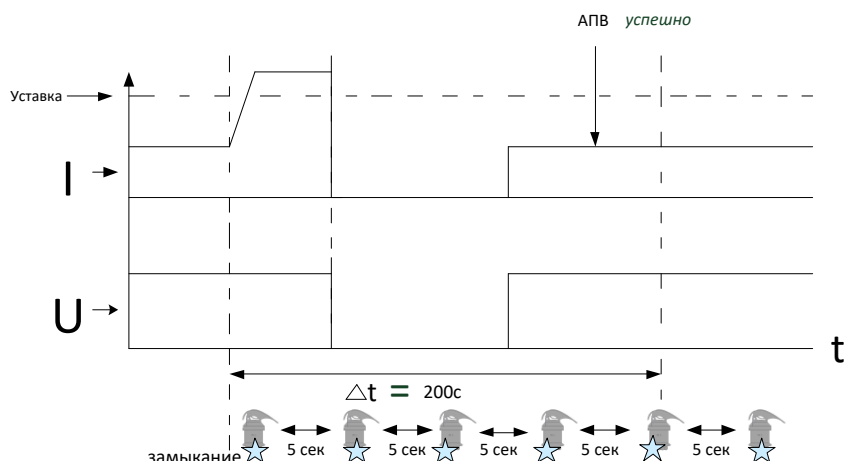 АПВ успешно
Уставка
I
U
t
△t = 200с
5 сек 5 сек 5 сек 5 сек 5 сек
замыкание